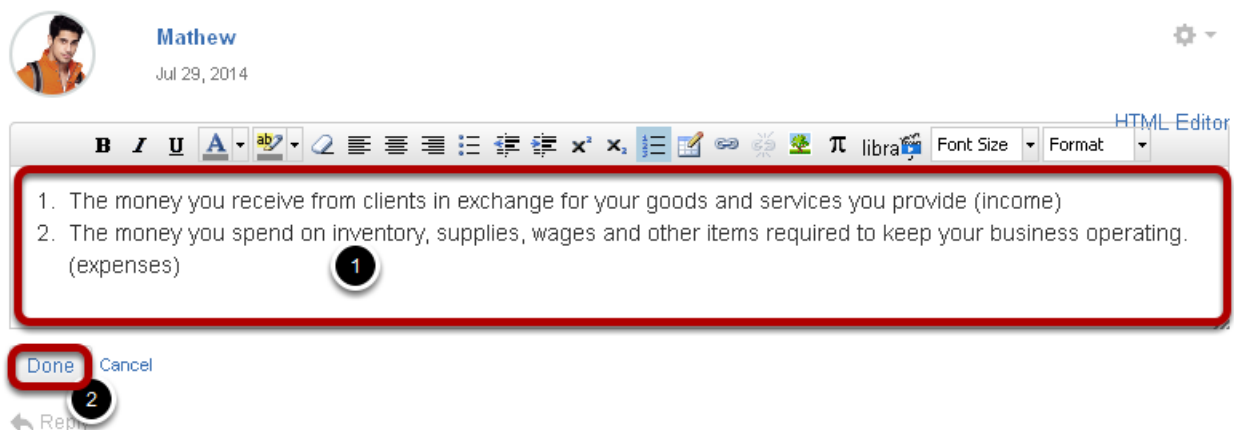 Mathew
Jul 29, 2014
HTML Editor
B I U A ab π libra Font Size Format
1. The money you receive from clients in exchange for your goods and services you provide (income)
2. The money you spend on inventory, supplies, wages and other items required to keep your business operating.
(expenses)
1
Done Cancel
2
Reply